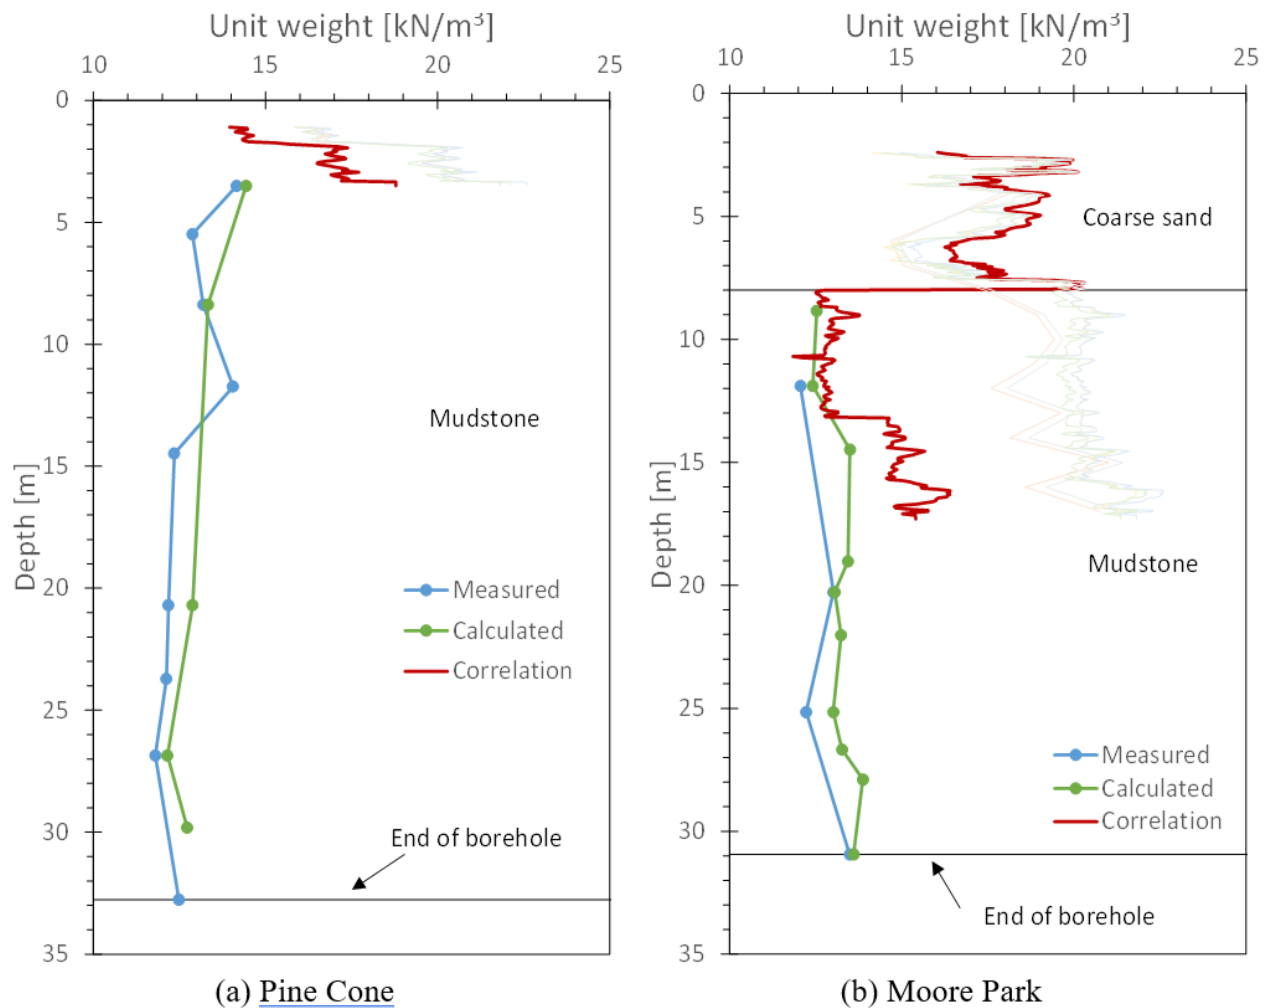 Unit weight [kN/m³]
10 15 20 25
0
5
10
15
20
25
30
35
Depth [m]
Mudstone
Measured
Calculated
Correlation
End of borehole
(a) Pine Cone
Unit weight [kN/m³]
10 15 20 25
0
5
10
15
20
25
30
35
Depth [m]
Coarse sand
Mudstone
Measured
Calculated
Correlation
End of borehole
(b) Moore Park